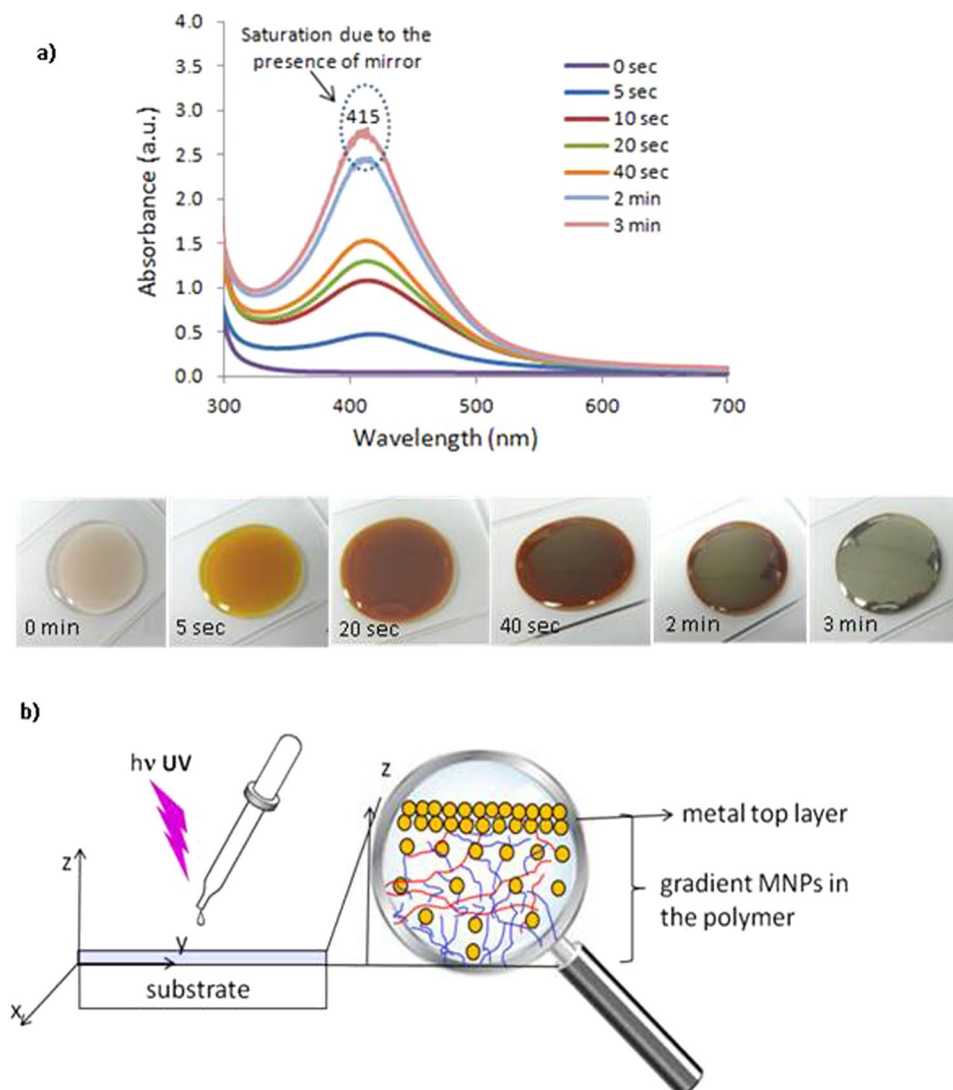 a)
Saturation due to the
presence of mirror
415
Absorbance (a.u.)
4.0
3.5
3.0
2.5
2.0
1.5
1.0
0.5
0.0
300
400
500
600
700
Wavelength (nm)
0 sec
5 sec
10 sec
20 sec
40 sec
2 min
3 min
0 min
5 sec
20 sec
40 sec
2 min
3 min
b)
hν UV
z
y
x
substrate
z
metal top layer
gradient MNPs in
the polymer